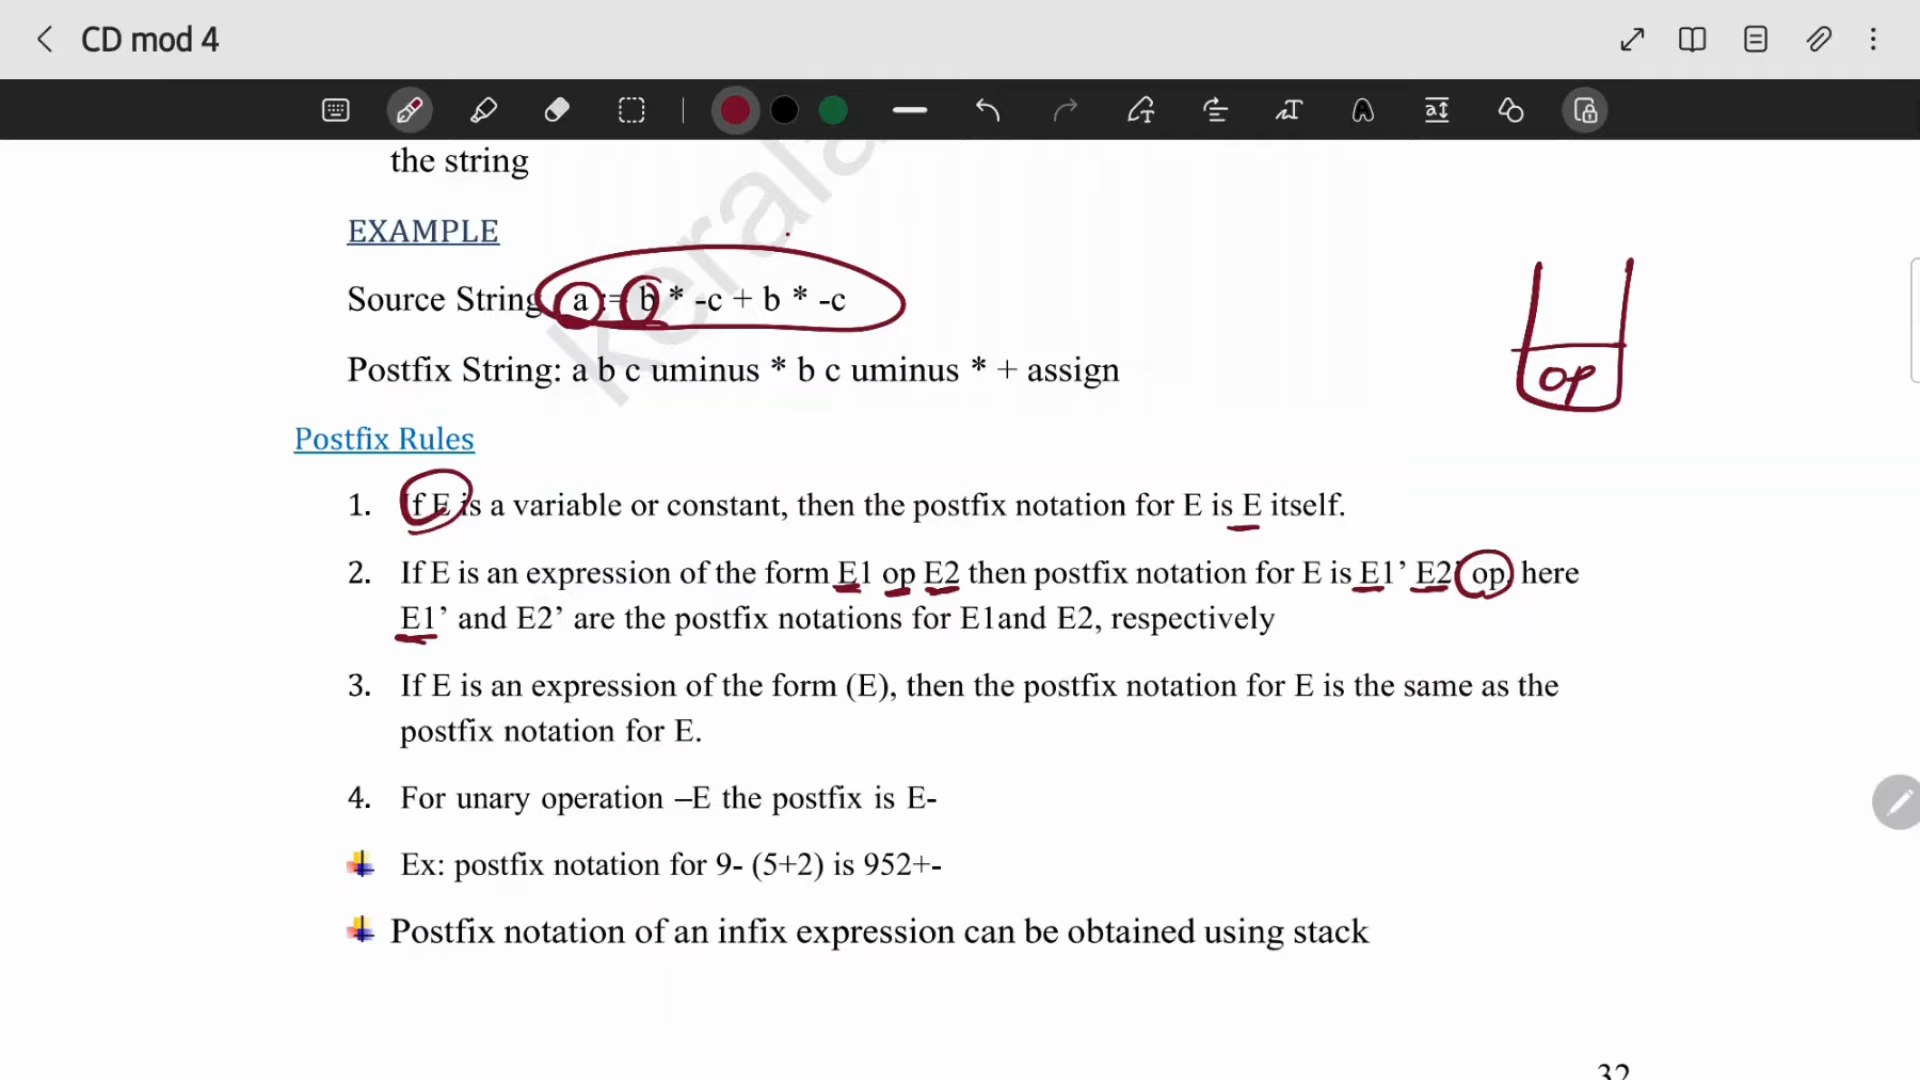 CD mod 4
the string
EXAMPLE
Source String a := b * -c + b * -c
Postfix String: a b c uminus * b c uminus * + assign
op
Postfix Rules
1. If E is a variable or constant, then the postfix notation for E is E itself.
2. If E is an expression of the form E1 op E2 then postfix notation for E is E1’ E2’ op, here
E1’ and E2’ are the postfix notations for E1and E2, respectively
3. If E is an expression of the form (E), then the postfix notation for E is the same as the
postfix notation for E.
4. For unary operation –E the postfix is E-
Ex: postfix notation for 9- (5+2) is 952+-
Postfix notation of an infix expression can be obtained using stack
32